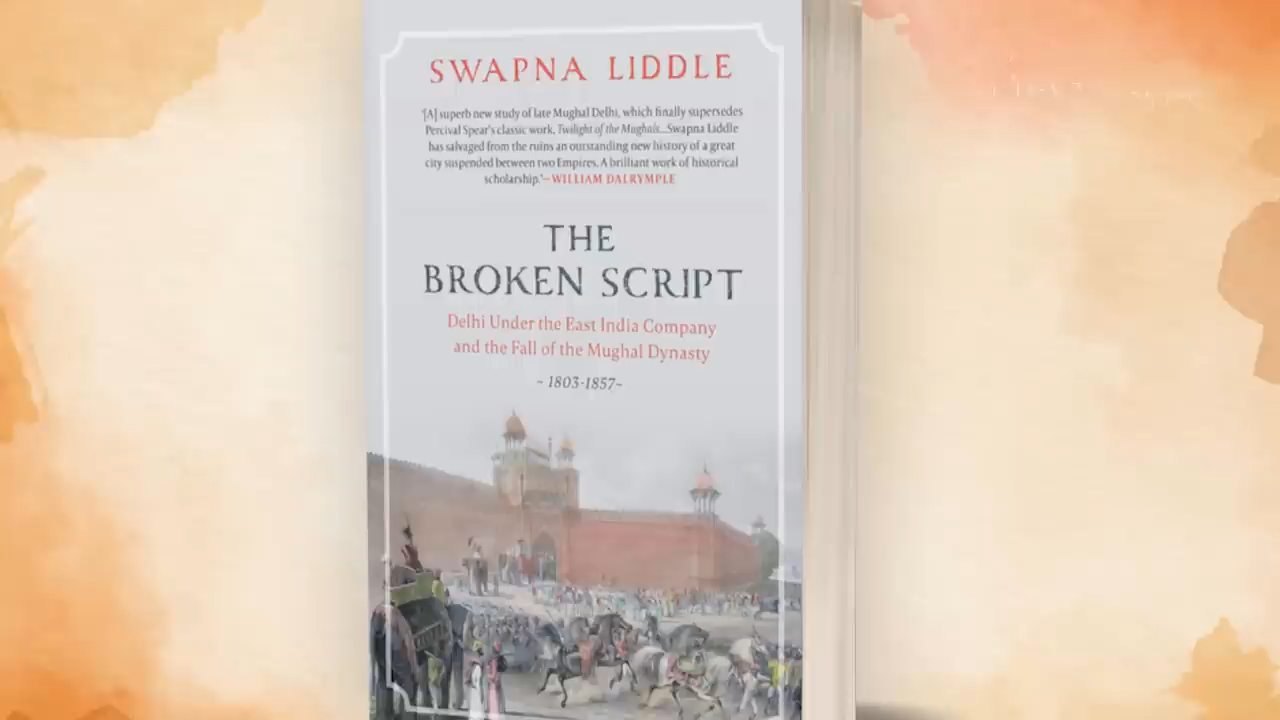 SWAPNA LIDDLE
'[A] superb new study of late Mughal Delhi, which finally supersedes
Percival Spear's classic work, Twilight of the Mughals...Swapna Liddle
has salvaged from the ruins an outstanding new history of a great
city suspended between two Empires. A brilliant work of historical
scholarship.'—WILLIAM DALRYMPLE
THE
BROKEN SCRIPT
Delhi Under the East India Company
and the Fall of the Mughal Dynasty
~ 1803-1857~